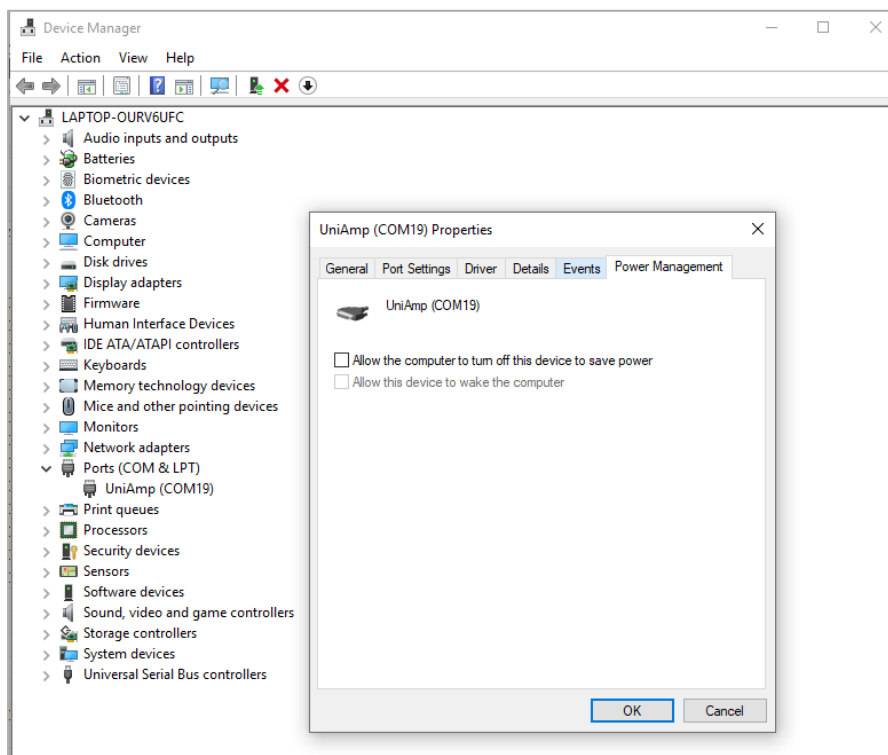 Device Manager
File Action View Help
LAPTOP-OURV6UFC
Audio inputs and outputs
Batteries
Biometric devices
Bluetooth
Cameras
Computer
Disk drives
Display adapters
Firmware
Human Interface Devices
IDE ATA/ATAPI controllers
Keyboards
Memory technology devices
Mice and other pointing devices
Monitors
Network adapters
Ports (COM & LPT)
UniAmp (COM19)
Print queues
Processors
Security devices
Sensors
Software devices
Sound, video and game controllers
Storage controllers
System devices
Universal Serial Bus controllers
UniAmp (COM19) Properties
General Port Settings Driver Details Events Power Management
UniAmp (COM19)
Allow the computer to turn off this device to save power
Allow this device to wake the computer
OK Cancel